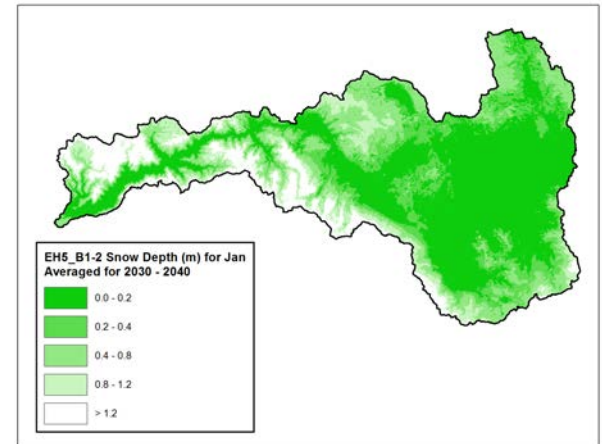 EH5_B1-2 Snow Depth (m) for Jan
Averaged for 2030 - 2040
0.0 - 0.2
0.2 - 0.4
0.4 - 0.8
0.8 - 1.2
> 1.2